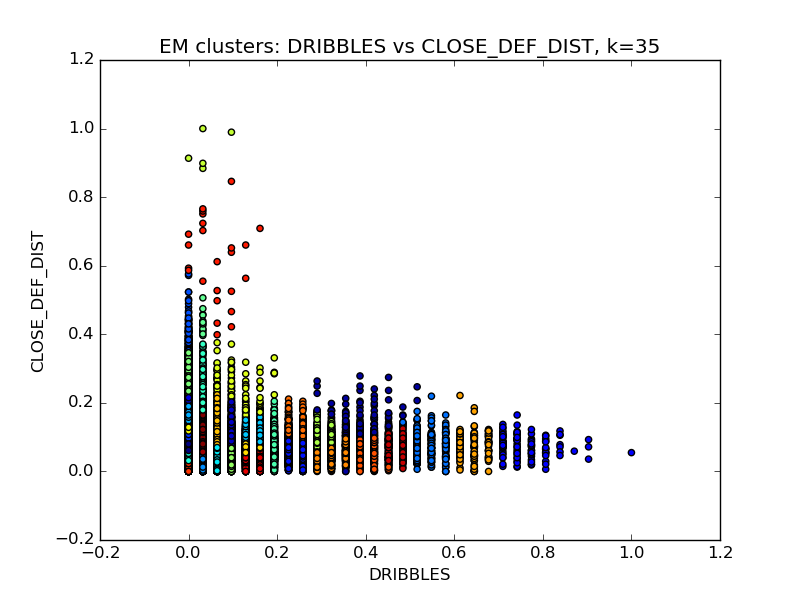 EM clusters: DRIBBLES vs CLOSE_DEF_DIST, k=35
1.2
1.0
0.8
0.6
0.4
0.2
0.0
−0.2
CLOSE_DEF_DIST
−0.2 0.0 0.2 0.4 0.6 0.8 1.0 1.2
DRIBBLES